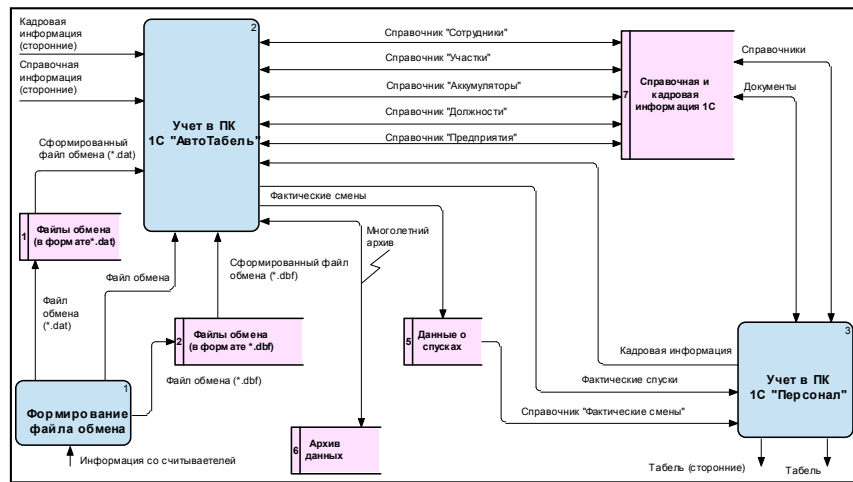 Кадровая
информация
(сторонние)
Справочная
информация
(сторонние)
2
Учет в ПК
1С "АвтоТабель"
Справочник "Сотрудники"
Справочник "Участки"
Справочник "Аккумуляторы"
Справочник "Должности"
Справочник "Предприятия"
7
Справочная и
кадровая
информация 1С
Справочники
Документы
Сформированный
файл обмена (*.dat)
1
Файлы обмена
(в формате*.dat)
Фактические смены
Многолетний
архив
Сформированный файл
обмена (*.dbf)
Файл обмена
Файл
обмена
(*.dat)
2
Файлы обмена
(в формате *.dbf)
Файл обмена (*.dbf)
5
Данные о
спусках
Кадровая информация
Фактические спуски
Справочник "Фактические смены"
3
Учет в ПК
1С "Персонал"
1
Формирование
файла обмена
Информация со считываетелей
6
Архив
данных
Табель (сторонние)
Табель